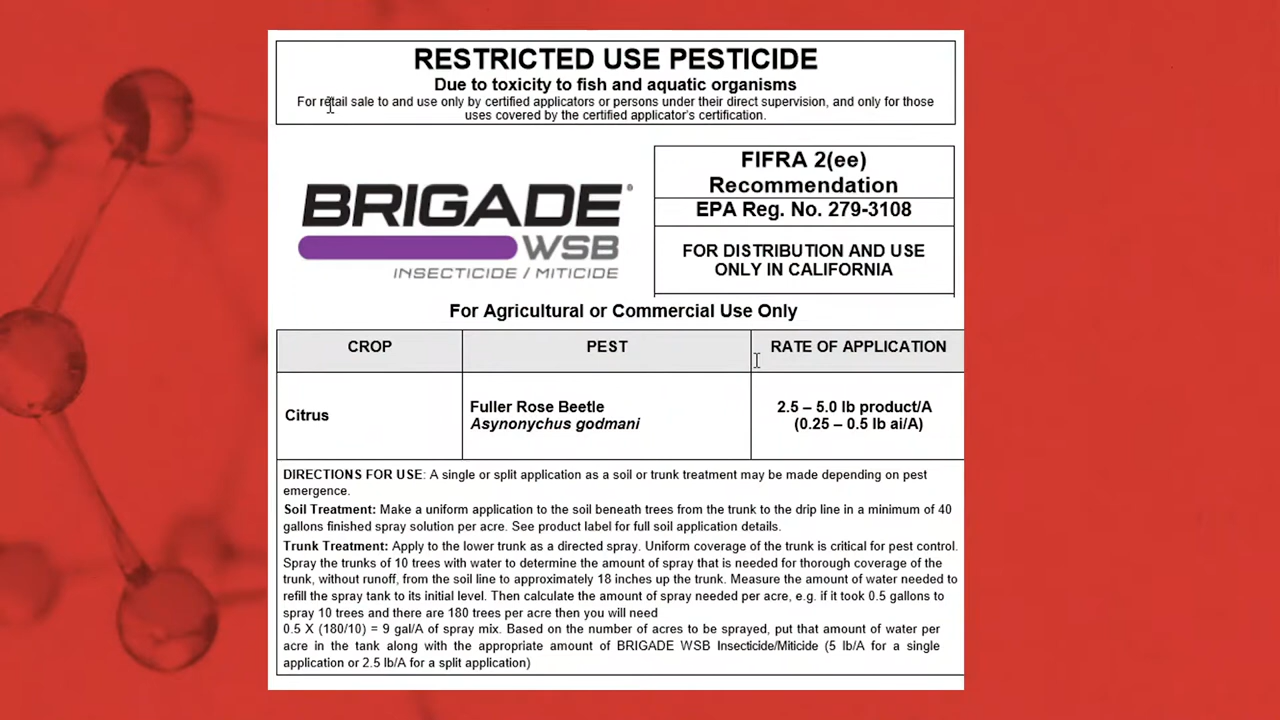 RESTRICTED USE PESTICIDE
Due to toxicity to fish and aquatic organisms
For retail sale to and use only by certified applicators or persons under their direct supervision, and only for those
uses covered by the certified applicator's certification.
BRIGADE®
WSB
INSECTICIDE / MITICIDE
FIFRA 2(ee)
Recommendation
EPA Reg. No. 279-3108
FOR DISTRIBUTION AND USE
ONLY IN CALIFORNIA
For Agricultural or Commercial Use Only
CROP PEST RATE OF APPLICATION
Citrus
Fuller Rose Beetle
Asynonychus godmani
2.5 – 5.0 lb product/A
(0.25 – 0.5 lb ai/A)
DIRECTIONS FOR USE: A single or split application as a soil or trunk treatment may be made depending on pest
emergence.
Soil Treatment: Make a uniform application to the soil beneath trees from the trunk to the drip line in a minimum of 40
gallons finished spray solution per acre. See product label for full soil application details.
Trunk Treatment: Apply to the lower trunk as a directed spray. Uniform coverage of the trunk is critical for pest control.
Spray the trunks of 10 trees with water to determine the amount of spray that is needed for thorough coverage of the
trunk, without runoff, from the soil line to approximately 18 inches up the trunk. Measure the amount of water needed to
refill the spray tank to its initial level. Then calculate the amount of spray needed per acre, e.g. if it took 0.5 gallons to
spray 10 trees and there are 180 trees per acre then you will need
0.5 X (180/10) = 9 gal/A of spray mix. Based on the number of acres to be sprayed, put that amount of water per
acre in the tank along with the appropriate amount of BRIGADE WSB Insecticide/Miticide (5 lb/A for a single
application or 2.5 lb/A for a split application)